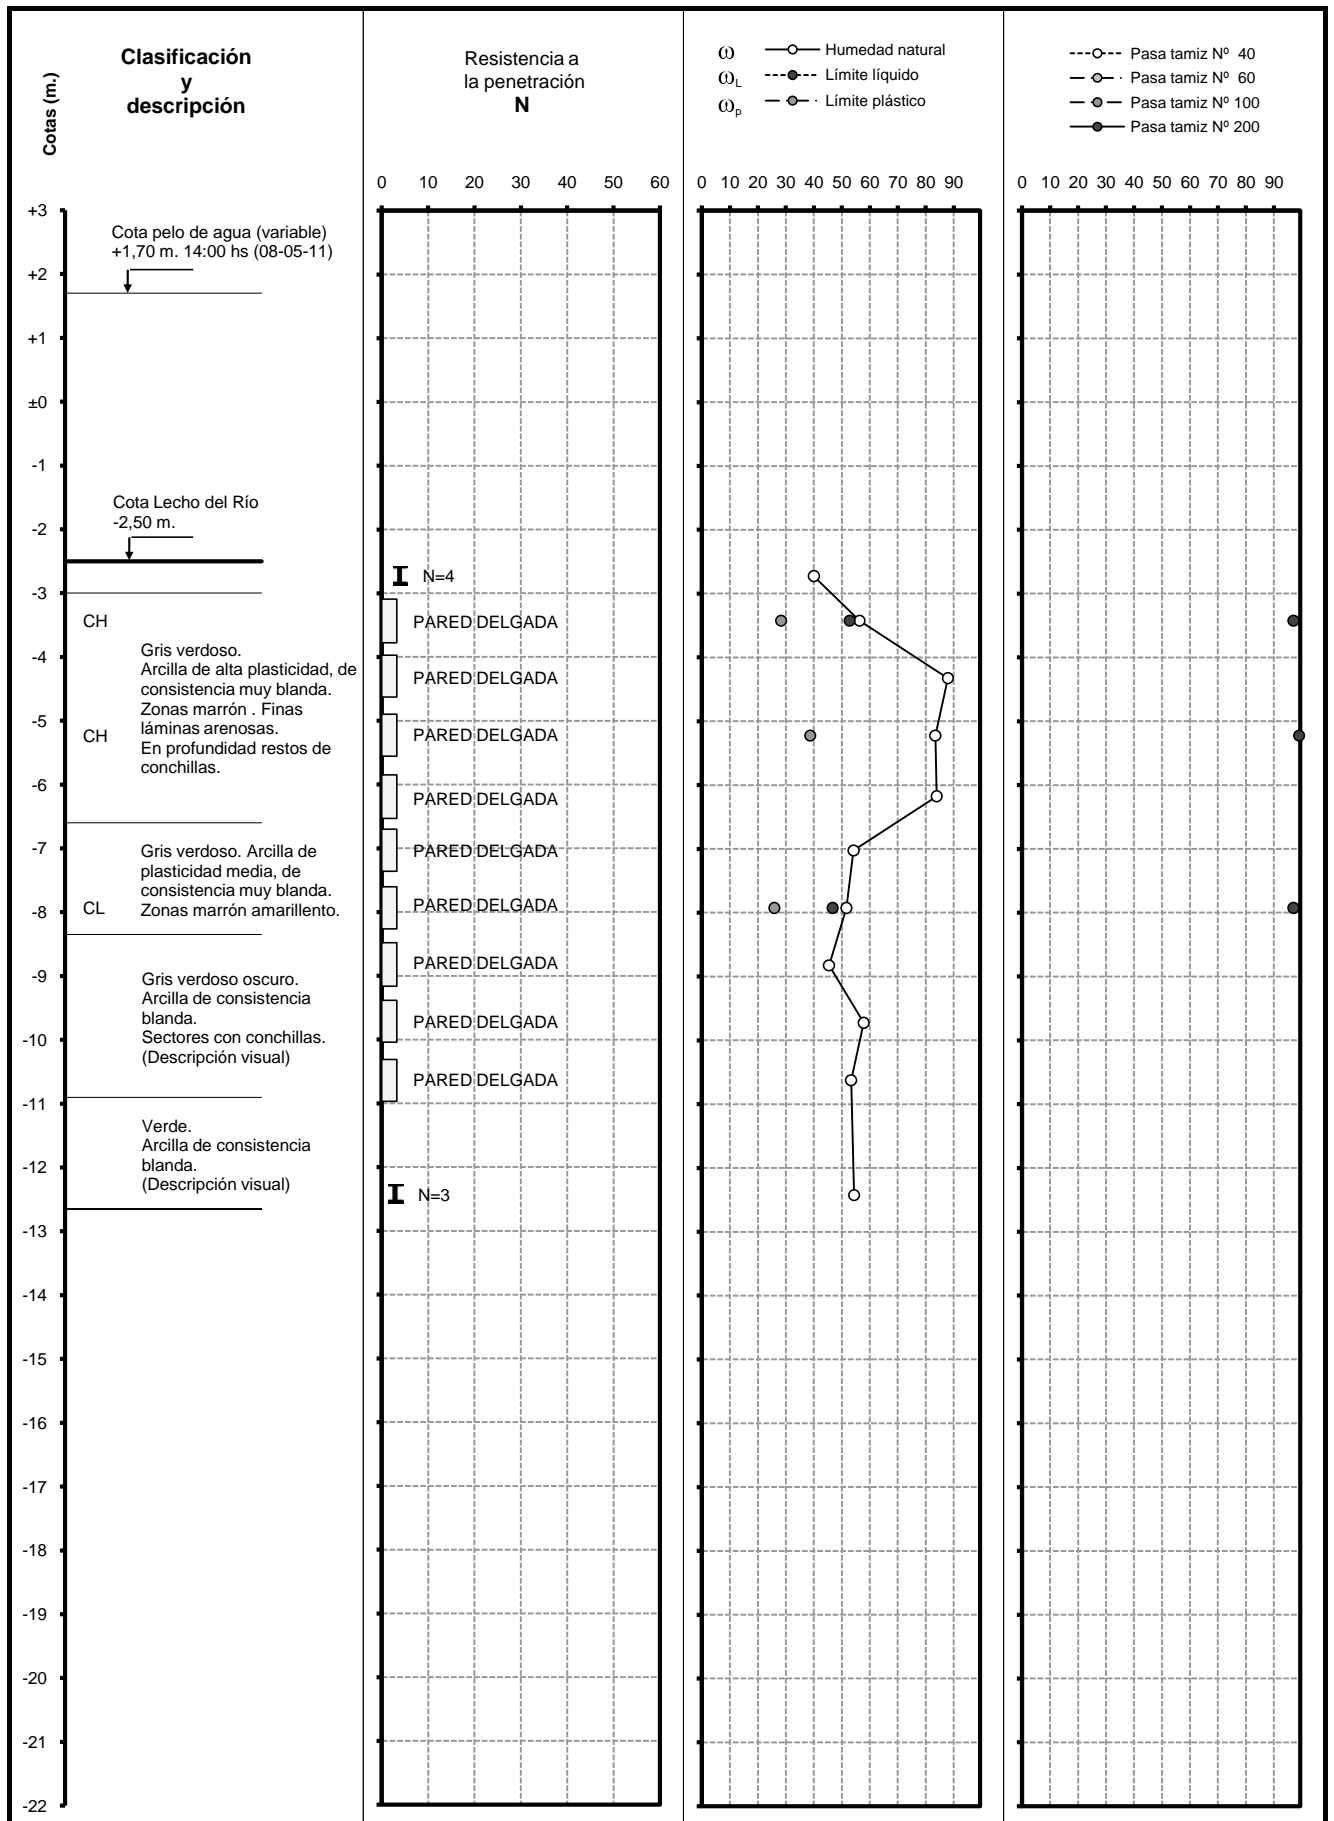 Cotas (m.)
Clasificación
y
descripción
Resistencia a
la penetración
N
ω Humedad natural
ωL Límite líquido
ωp Límite plástico
Pasa tamiz Nº 40
Pasa tamiz Nº 60
Pasa tamiz Nº 100
Pasa tamiz Nº 200
0 10 20 30 40 50 60
0 10 20 30 40 50 60 70 80 90
0 10 20 30 40 50 60 70 80 90
+3
Cota pelo de agua (variable)
+1,70 m. 14:00 hs (08-05-11)
+2
+1
±0
-1
Cota Lecho del Río
-2,50 m.
-2
N=4
-3
CH
PARED DELGADA
Gris verdoso.
Arcilla de alta plasticidad, de
consistencia muy blanda.
Zonas marrón . Finas
láminas arenosas.
En profundidad restos de
conchillas.
-4
PARED DELGADA
-5
CH
PARED DELGADA
-6
PARED DELGADA
-7
Gris verdoso. Arcilla de
plasticidad media, de
consistencia muy blanda.
Zonas marrón amarillento.
PARED DELGADA
CL
PARED DELGADA
-8
PARED DELGADA
-9
Gris verdoso oscuro.
Arcilla de consistencia
blanda.
Sectores con conchillas.
(Descripción visual)
PARED DELGADA
-10
PARED DELGADA
-11
Verde.
Arcilla de consistencia
blanda.
(Descripción visual)
-12
N=3
-13
-14
-15
-16
-17
-18
-19
-20
-21
-22